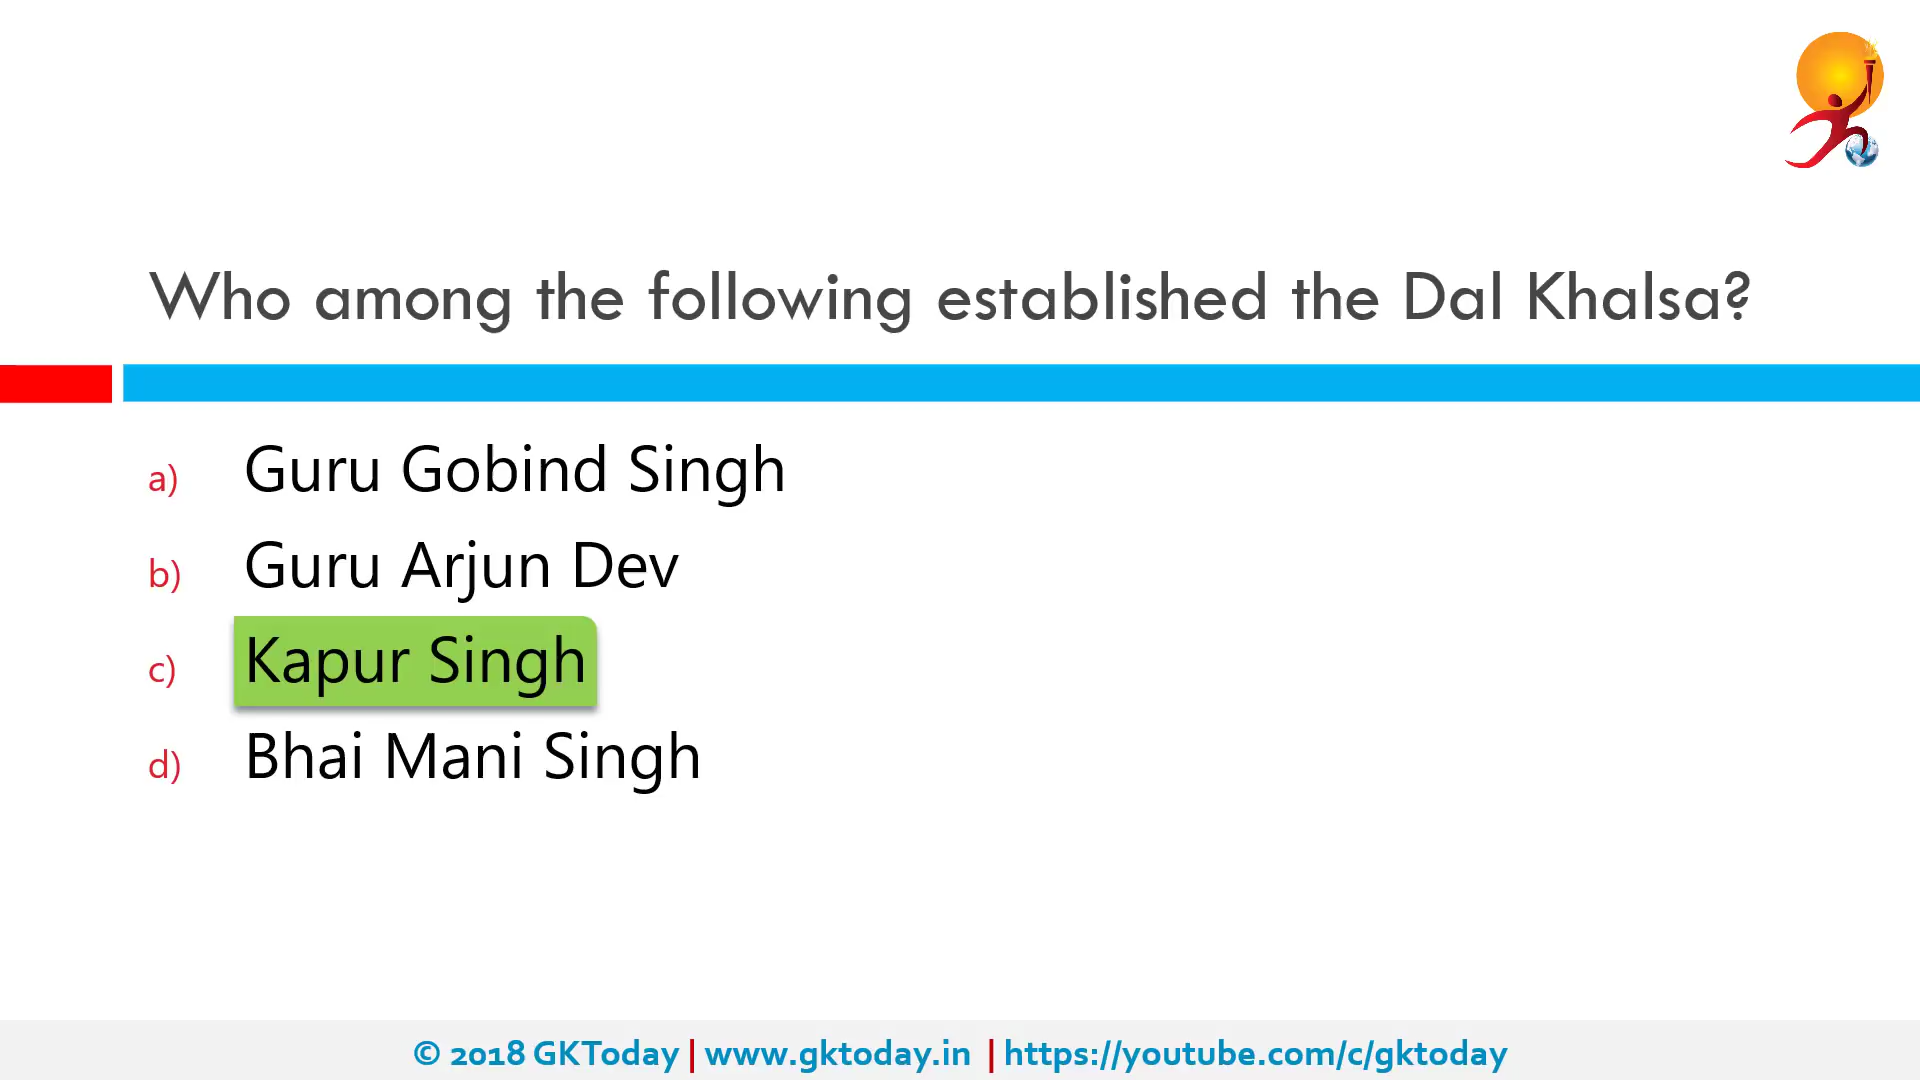 Who among the following established the Dal Khalsa?
a) Guru Gobind Singh
b) Guru Arjun Dev
c) Kapur Singh
d) Bhai Mani Singh
© 2018 GKToday | www.gktoday.in | https://youtube.com/c/gktoday